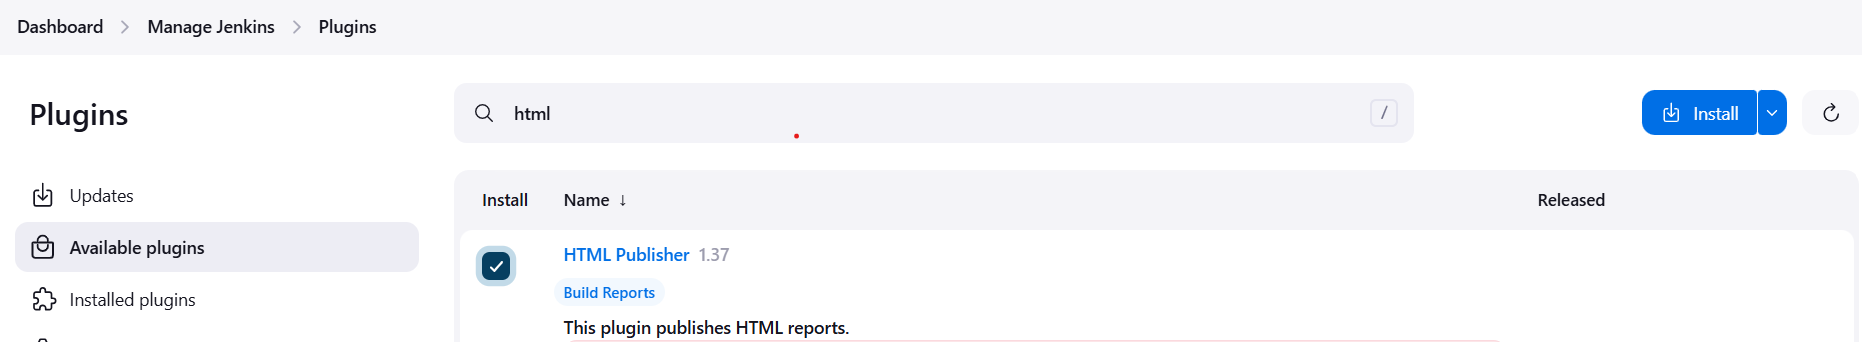 Dashboard > Manage Jenkins > Plugins
Plugins
html /
Install
Updates
Available plugins
Installed plugins
Install Name ↓ Released
HTML Publisher 1.37
Build Reports
This plugin publishes HTML reports.